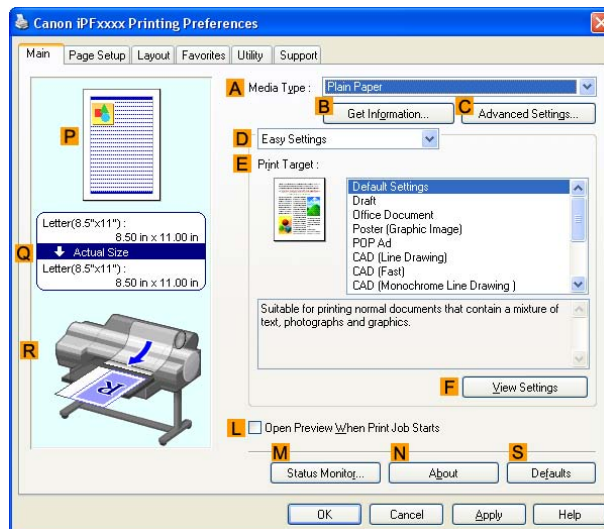 Canon iPFxxxx Printing Preferences
Main Page Setup Layout Favorites Utility Support
A Media Type : Plain Paper
B Get Information... C Advanced Settings...
D Easy Settings
E Print Target :
P
Default Settings
Draft
Office Document
Poster (Graphic Image)
POP Ad
CAD (Line Drawing)
CAD (Fast)
CAD (Monochrome Line Drawing )
Letter(8.5"x11") :
8.50 in x 11.00 in
Q Actual Size
Letter(8.5"x11") :
8.50 in x 11.00 in
Suitable for printing normal documents that contain a mixture of
text, photographs and graphics.
R
R
F View Settings
L Open Preview When Print Job Starts
M N S
Status Monitor... About Defaults
OK Cancel Apply Help